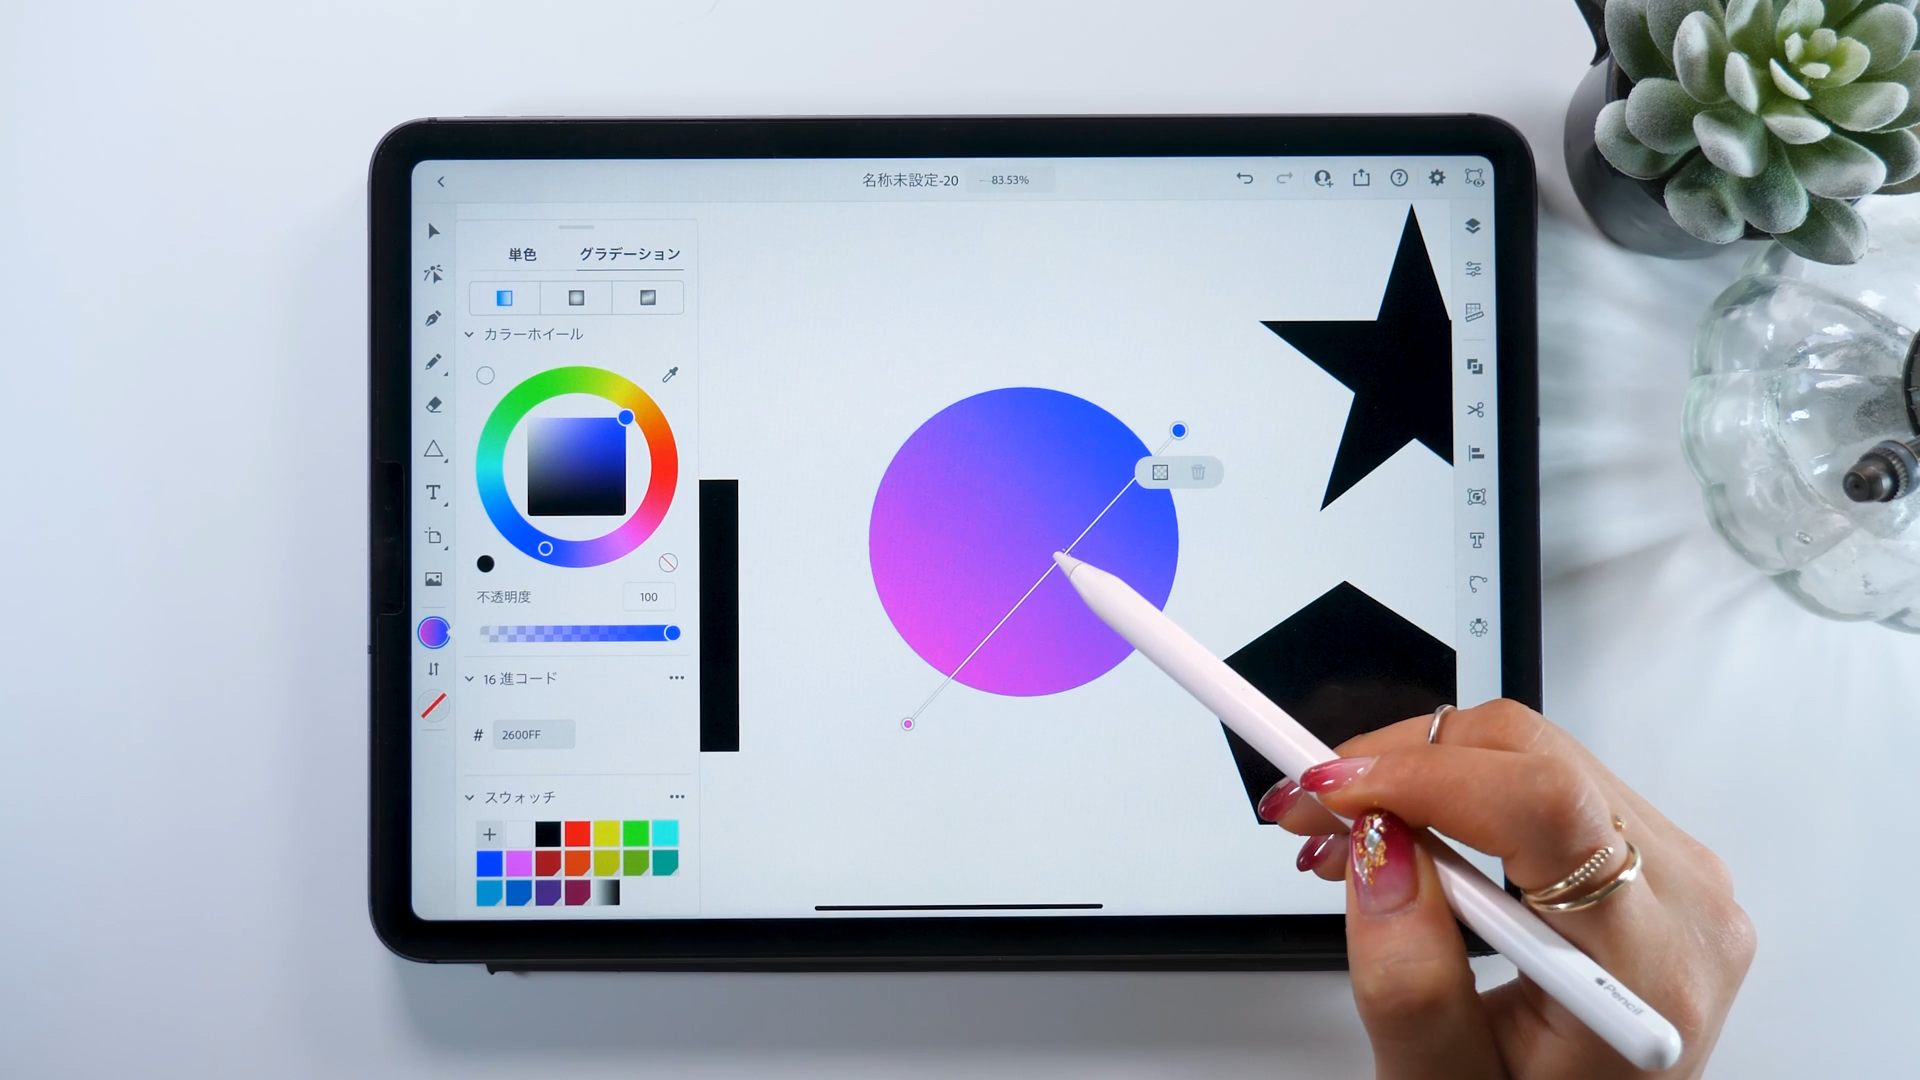 名称未設定-20 83.53%
単色 グラデーション
カラーホイール
不透明度 100
16 進コード
# 2600FF
スウォッチ
Pencil